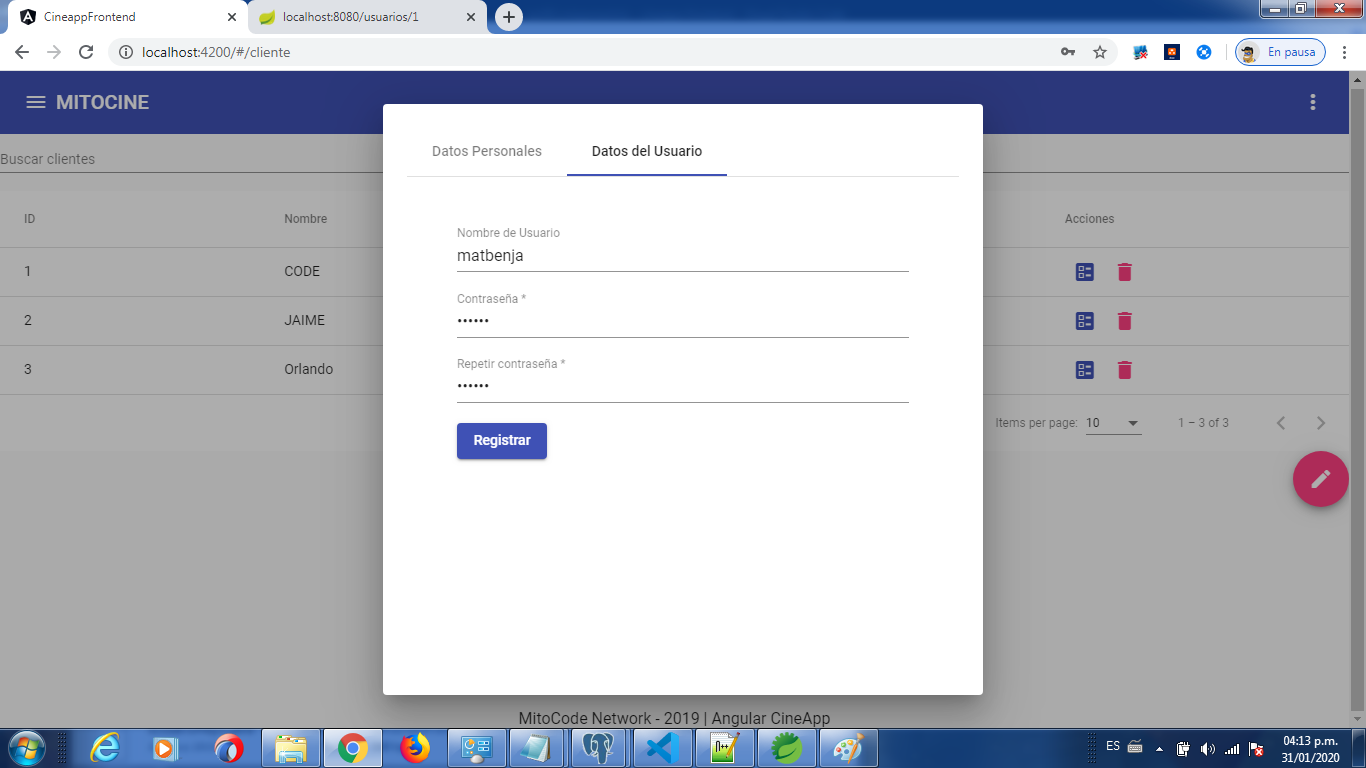 CineappFrontend
localhost:8080/usuarios/1
localhost:4200/#/cliente
En pausa
MITOCINE
Buscar clientes
Datos Personales Datos del Usuario
ID Nombre Acciones
1 CODE
2 JAIME
3 Orlando
Nombre de Usuario
matbenja
Contraseña *
••••••
Repetir contraseña *
••••••
Registrar
Items per page: 10 1 – 3 of 3
MitoCode Network - 2019 | Angular CineApp
ES
04:13 p.m.
31/01/2020